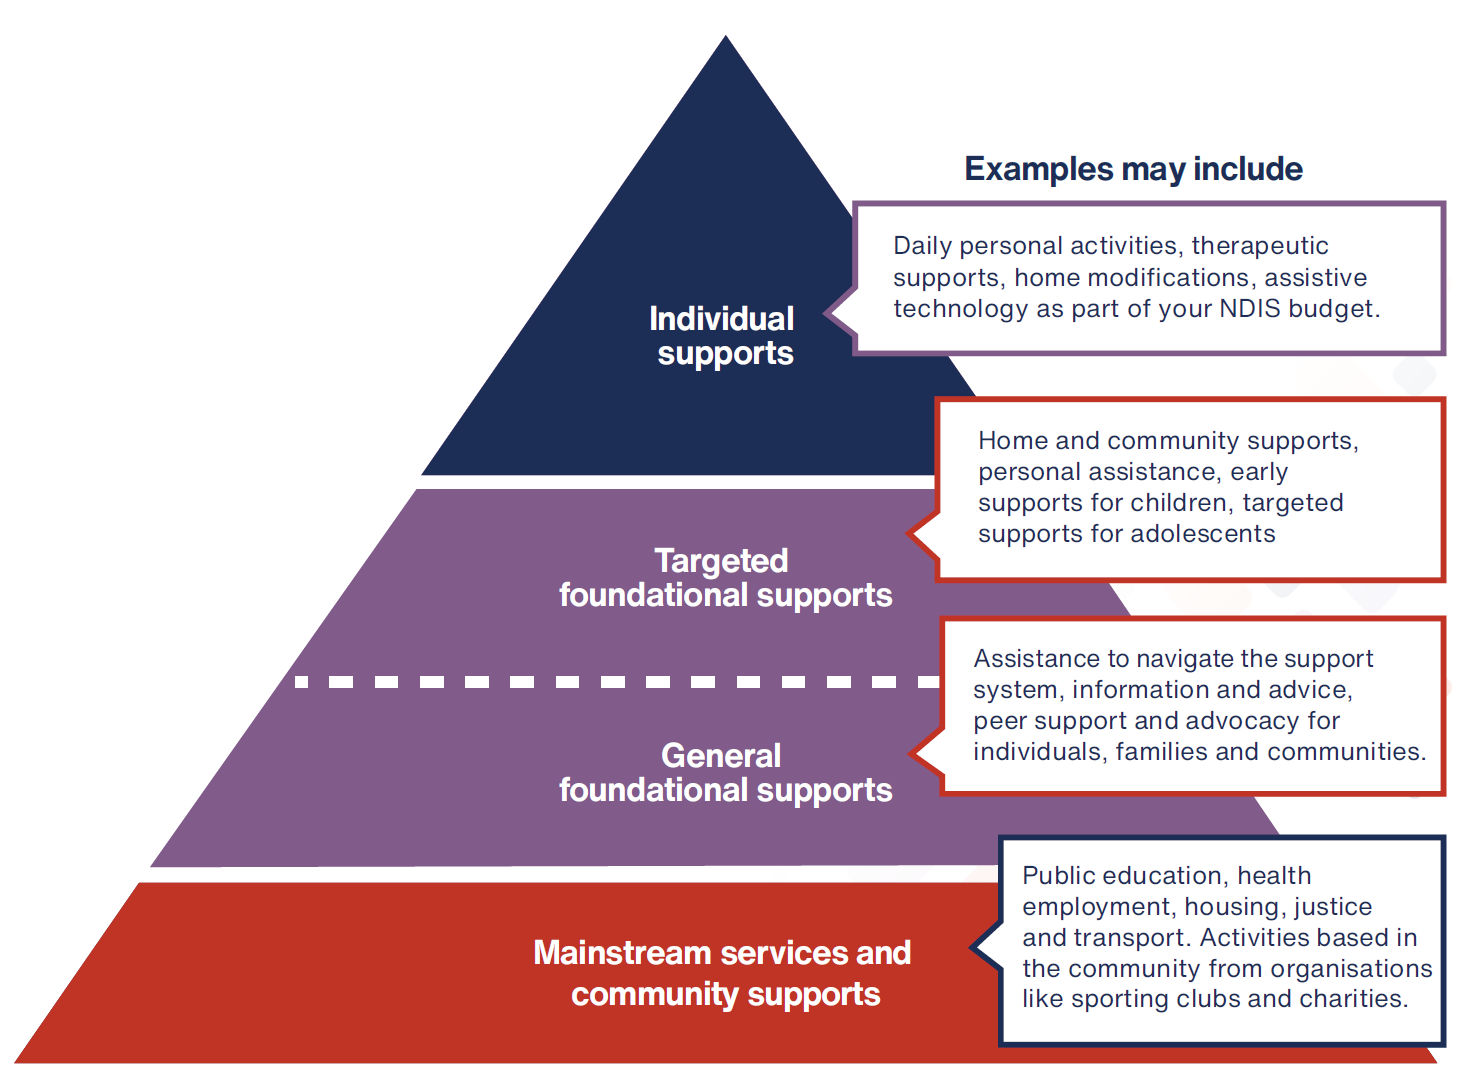 Examples may include
Individual
supports
Daily personal activities, therapeutic
supports, home modifications, assistive
technology as part of your NDIS budget.
Targeted
foundational supports
Home and community supports,
personal assistance, early
supports for children, targeted
supports for adolescents
General
foundational supports
Assistance to navigate the support
system, information and advice,
peer support and advocacy for
individuals, families and communities.
Mainstream services and
community supports
Public education, health
employment, housing, justice
and transport. Activities based in
the community from organisations
like sporting clubs and charities.